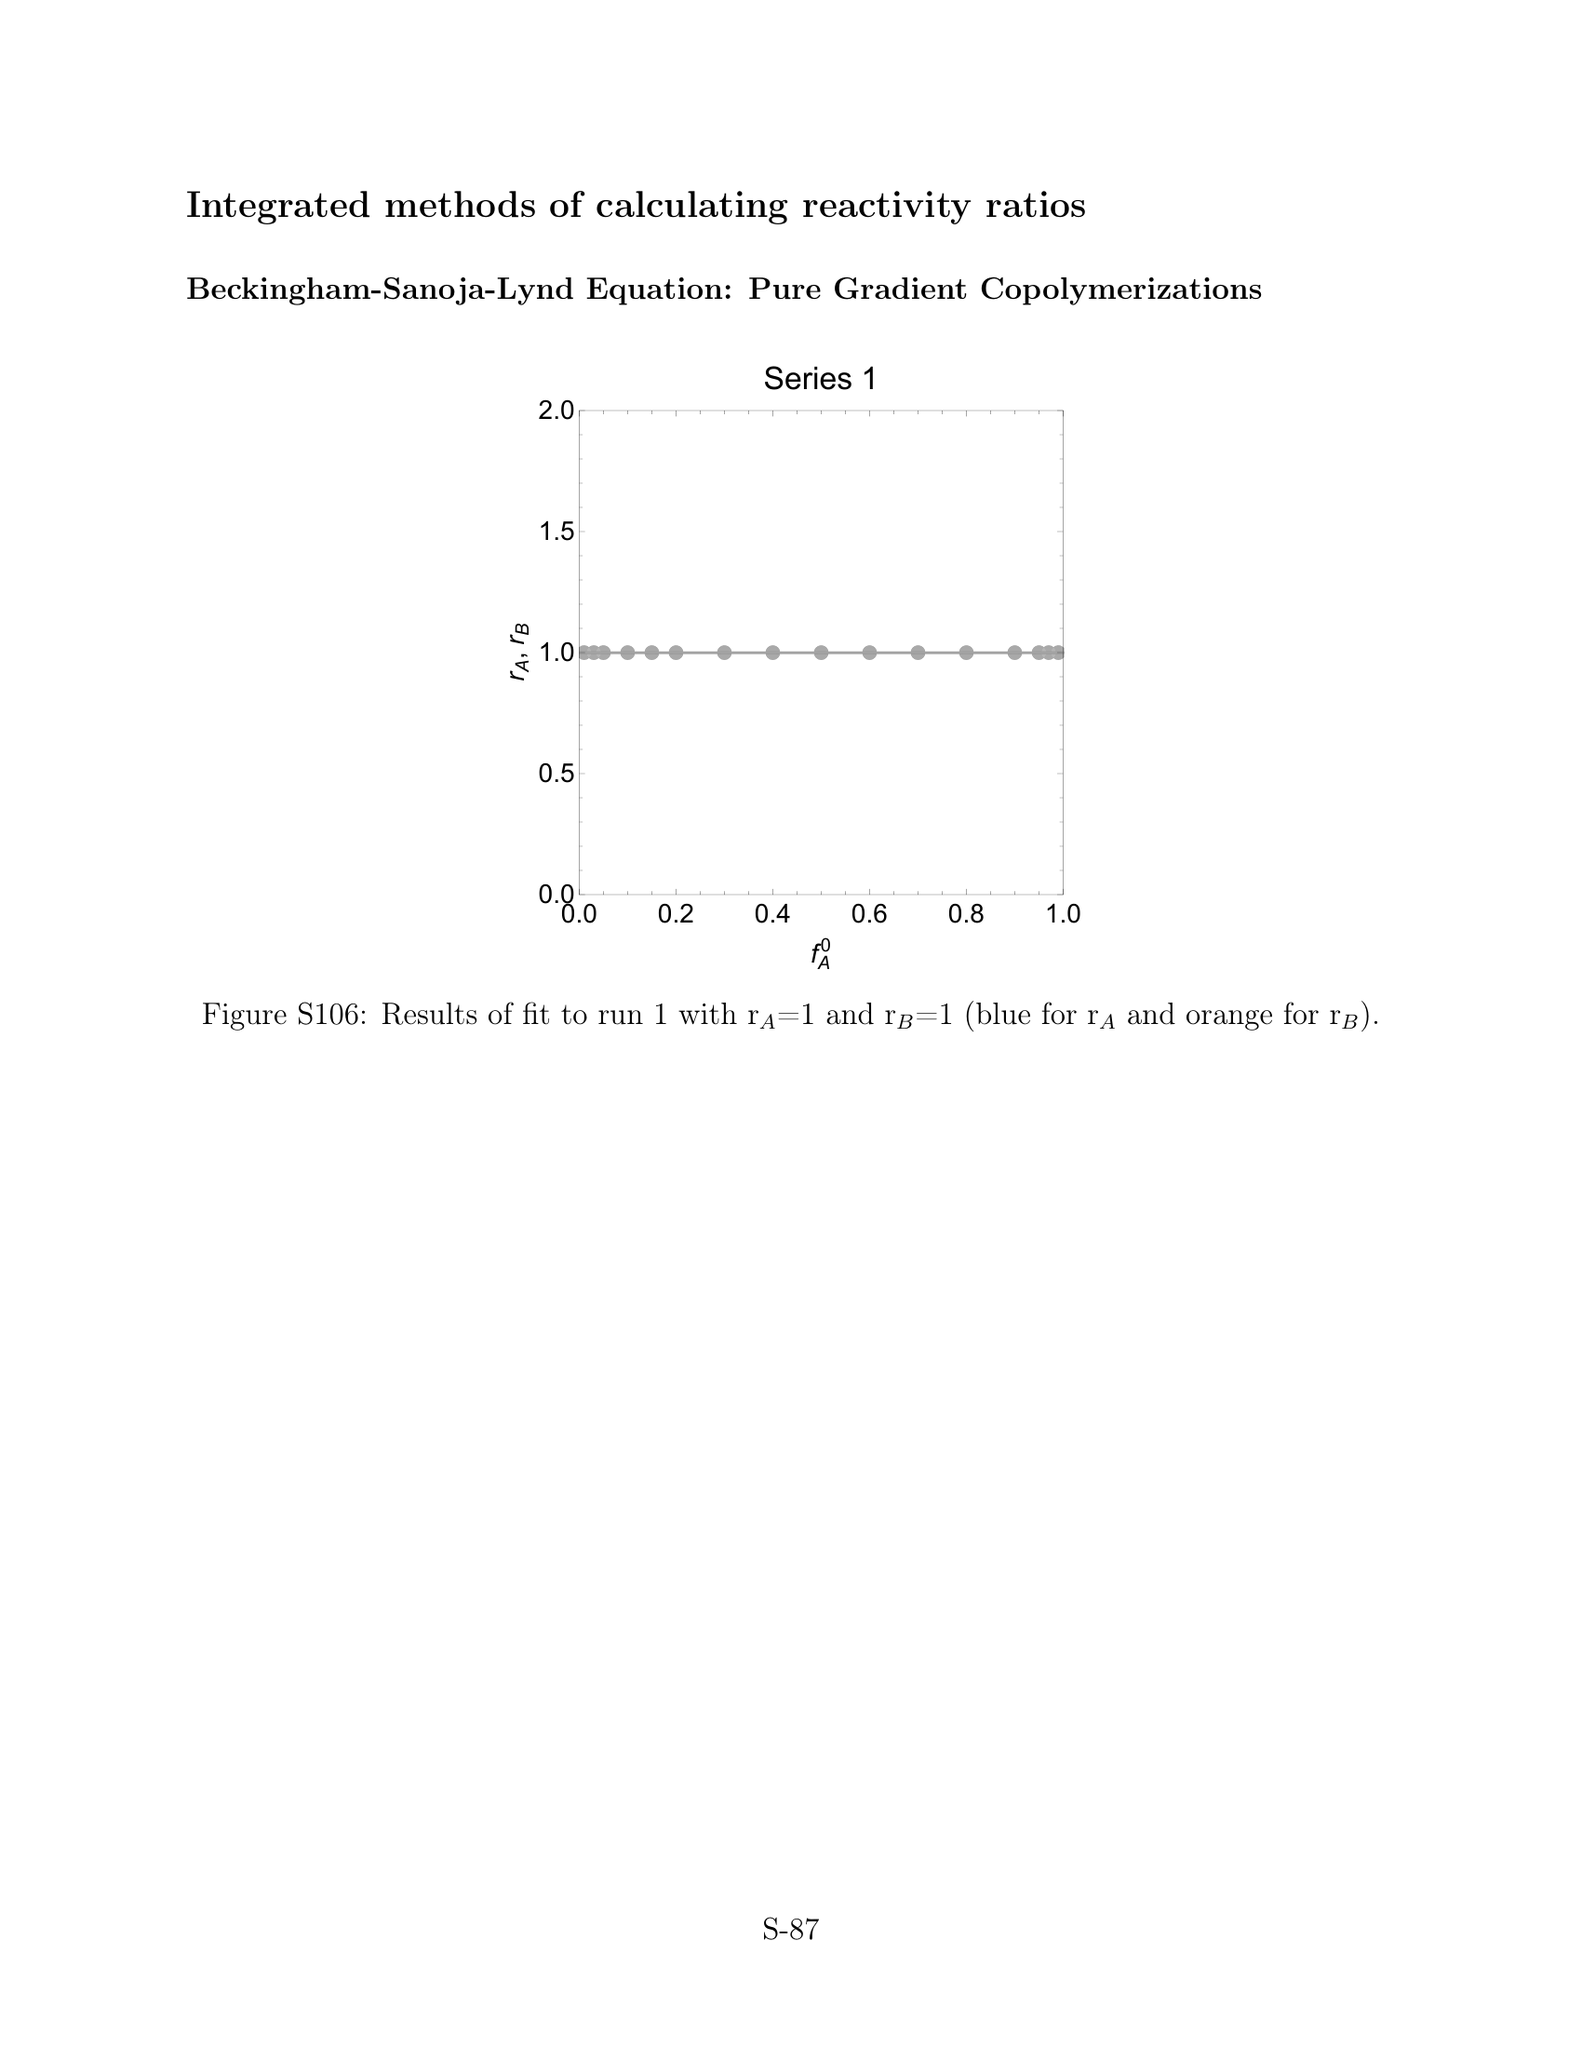 Integrated methods of calculating reactivity ratios
Beckingham-Sanoja-Lynd Equation: Pure Gradient Copolymerizations
Series 1
2.0
1.5
1.0
0.5
0.0
r_A, r_B
0.0 0.2 0.4 0.6 0.8 1.0
f_A^0
Figure S106: Results of fit to run 1 with r_A=1 and r_B=1 (blue for r_A and orange for r_B).
S-87